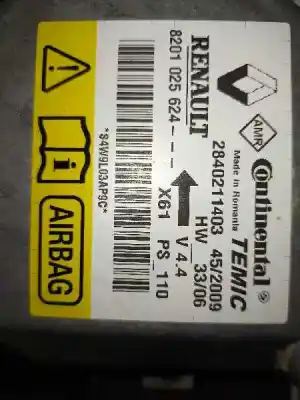 RENAULT
AMR
Continental
TEMIC
Made in Romania
8201 025 624---
2840211403 45/2009
HW 33/06
V 4.4
X61 PS 110
*S4W9L03AP9C*
AIRBAG